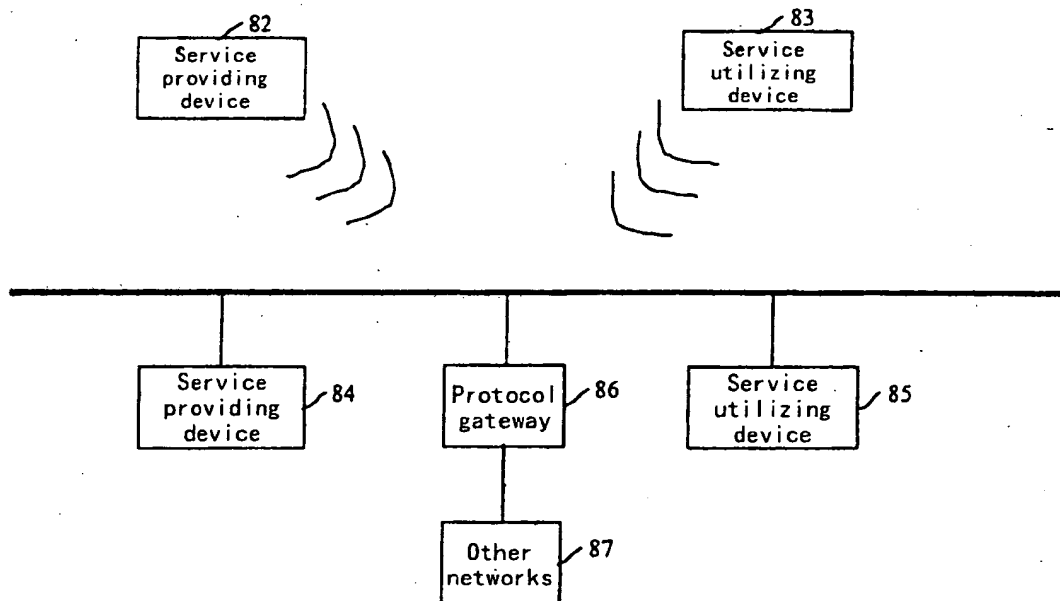 82
Service
providing
device
83
Service
utilizing
device
Service
providing
device
84
Protocol
gateway
86
Service
utilizing
device
85
Other
networks
87